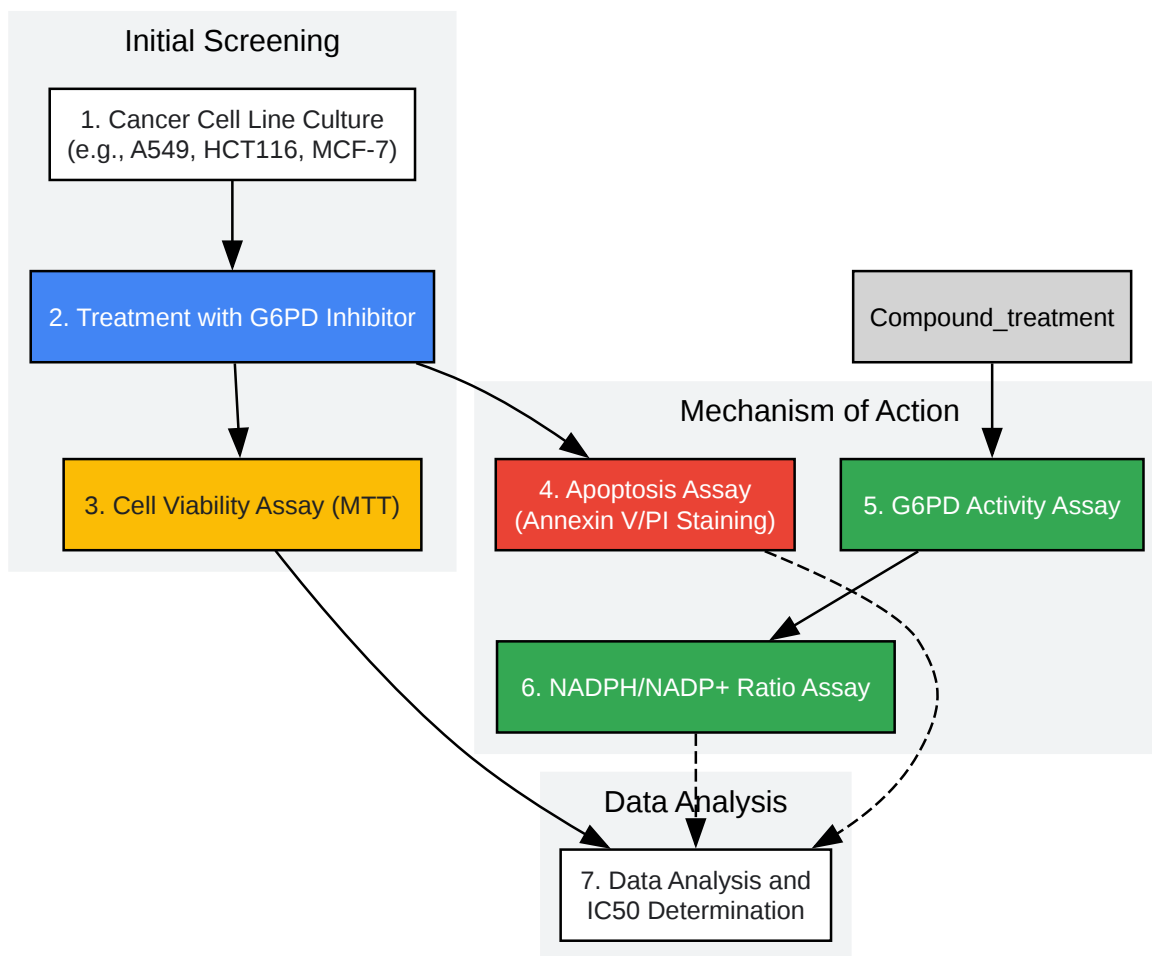 Initial Screening
1. Cancer Cell Line Culture
(e.g., A549, HCT116, MCF-7)
2. Treatment with G6PD Inhibitor
Compound_treatment
Mechanism of Action
3. Cell Viability Assay (MTT)
4. Apoptosis Assay
(Annexin V/PI Staining)
5. G6PD Activity Assay
6. NADPH/NADP+ Ratio Assay
Data Analysis
7. Data Analysis and
IC50 Determination